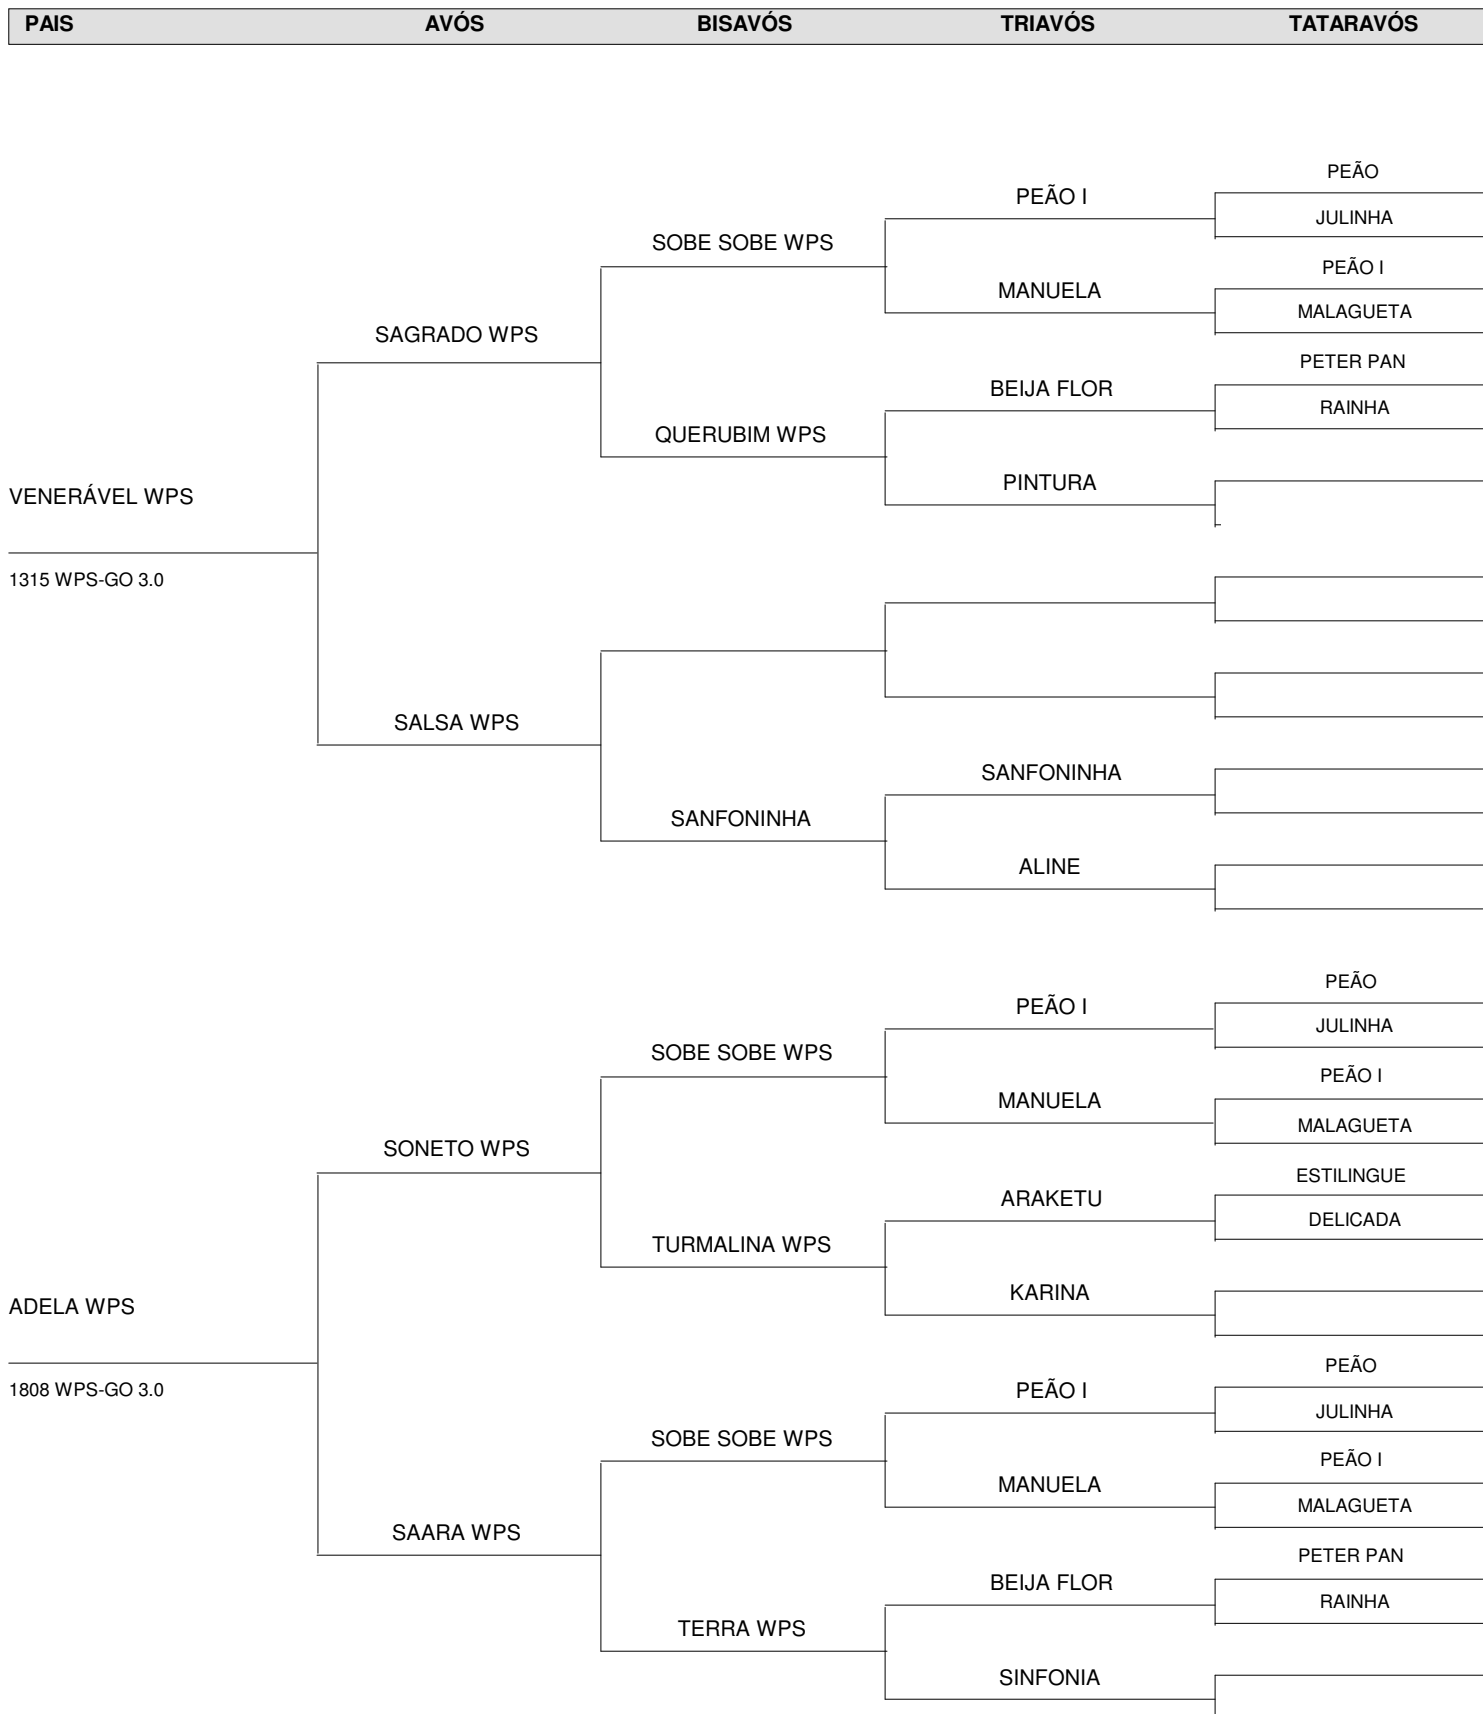 PAIS AVÓS BISAVÓS TRIAVÓS TATARAVÓS
PEÃO
PEÃO I
JULINHA
SOBE SOBE WPS
PEÃO I
MANUELA
MALAGUETA
SAGRADO WPS
PETER PAN
BEIJA FLOR
RAINHA
QUERUBIM WPS
PINTURA
VENERÁVEL WPS
1315 WPS-GO 3.0
SALSA WPS
SANFONINHA
SANFONINHA
ALINE
PEÃO
PEÃO I
JULINHA
SOBE SOBE WPS
PEÃO I
MANUELA
MALAGUETA
SONETO WPS
ESTILINGUE
ARAKETU
DELICADA
TURMALINA WPS
KARINA
ADELA WPS
PEÃO
1808 WPS-GO 3.0
PEÃO I
JULINHA
SOBE SOBE WPS
PEÃO I
MANUELA
MALAGUETA
SAARA WPS
PETER PAN
BEIJA FLOR
RAINHA
TERRA WPS
SINFONIA